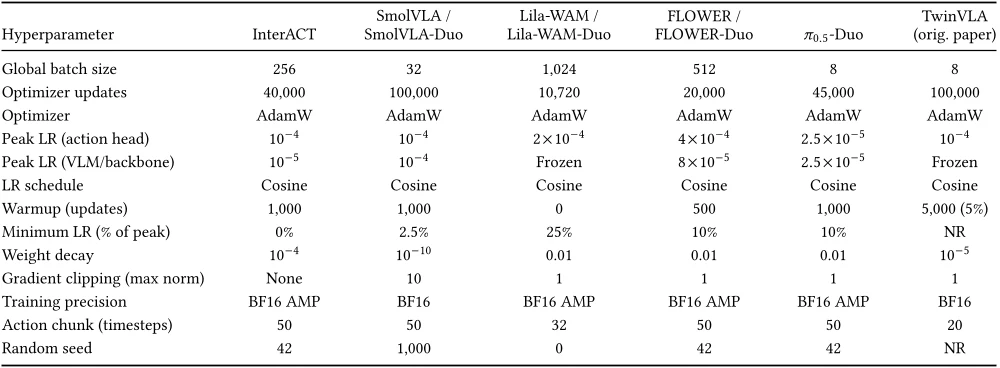 Hyperparameter InterACT SmolVLA / SmolVLA-Duo Lila-WAM / Lila-WAM-Duo FLOWER / FLOWER-Duo π₀.₅-Duo TwinVLA (orig. paper)
Global batch size 256 32 1,024 512 8 8
Optimizer updates 40,000 100,000 10,720 20,000 45,000 100,000
Optimizer AdamW AdamW AdamW AdamW AdamW AdamW
Peak LR (action head) 10⁻⁴ 10⁻⁴ 2×10⁻⁴ 4×10⁻⁴ 2.5×10⁻⁵ 10⁻⁴
Peak LR (VLM/backbone) 10⁻⁵ 10⁻⁴ Frozen 8×10⁻⁵ 2.5×10⁻⁵ Frozen
LR schedule Cosine Cosine Cosine Cosine Cosine Cosine
Warmup (updates) 1,000 1,000 0 500 1,000 5,000 (5%)
Minimum LR (% of peak) 0% 2.5% 25% 10% 10% NR
Weight decay 10⁻⁴ 10⁻¹⁰ 0.01 0.01 0.01 10⁻⁵
Gradient clipping (max norm) None 10 1 1 1 1
Training precision BF16 AMP BF16 BF16 AMP BF16 AMP BF16 AMP BF16
Action chunk (timesteps) 50 50 32 50 50 20
Random seed 42 1,000 0 42 42 NR